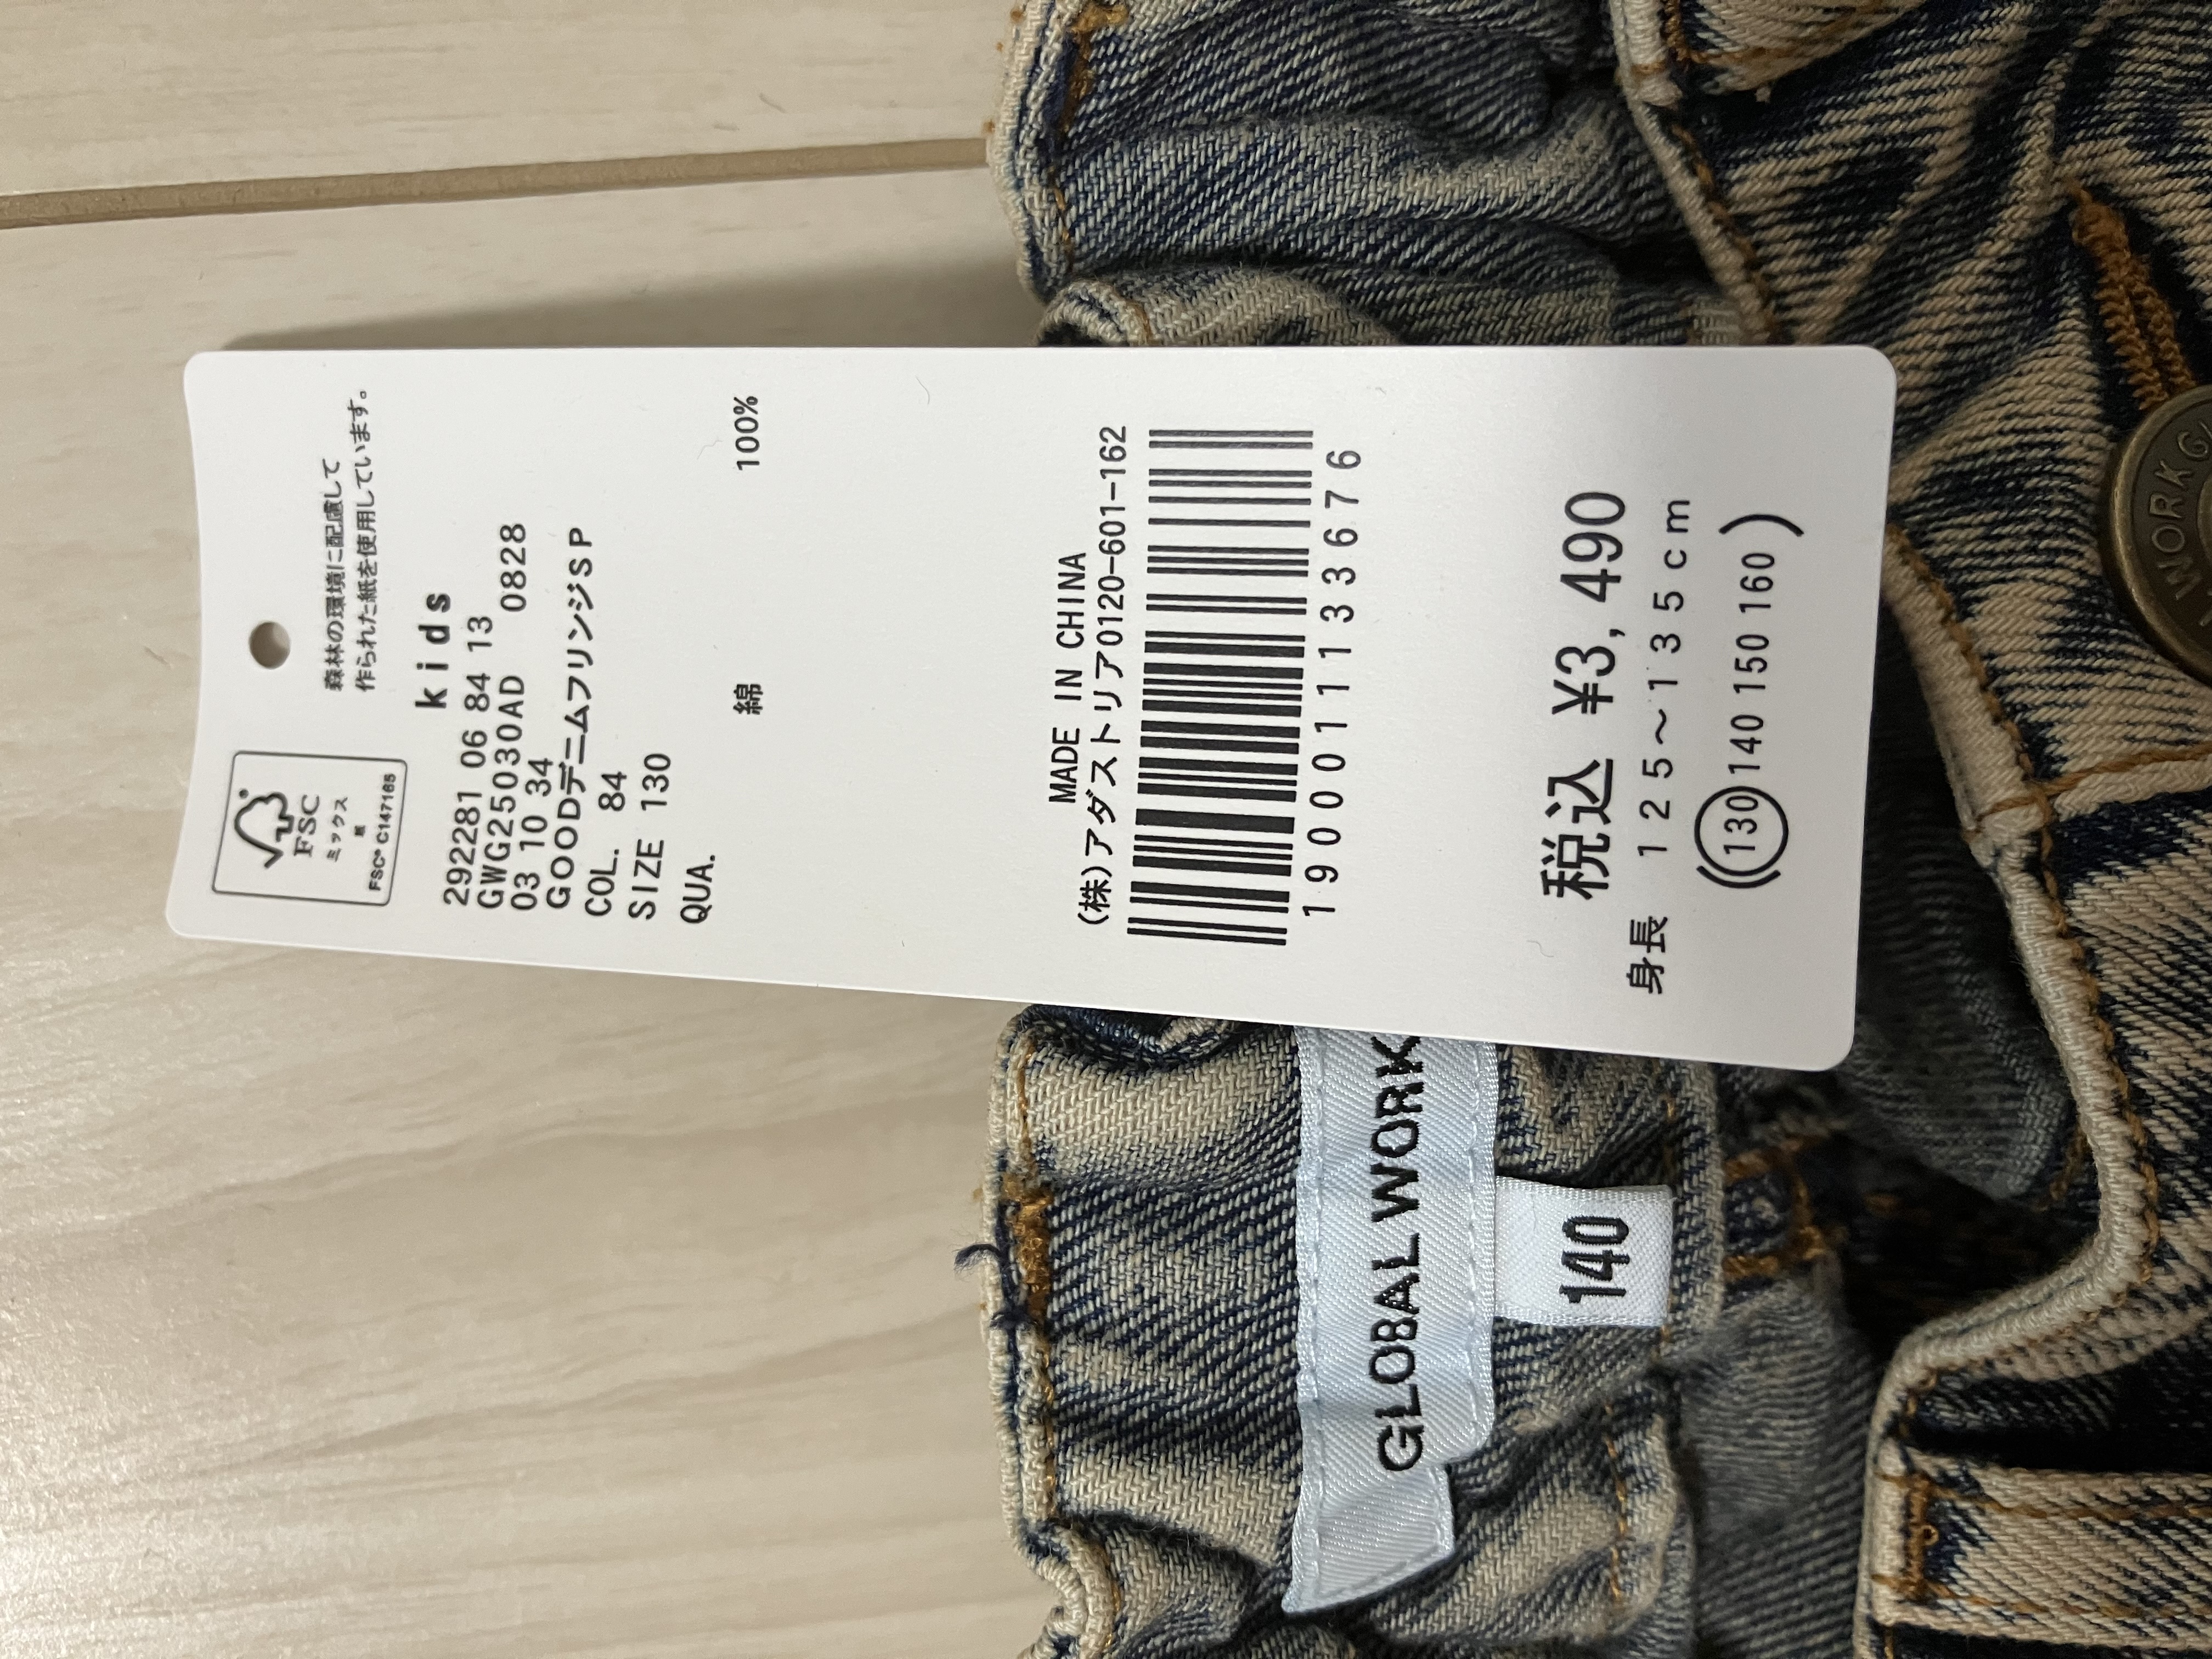 FSC
ミックス
紙
FSC® C147165
森林の環境に配慮して
作られた紙を使用しています。
kids
292281 06 84 13
GWG25030AD 0828
03 10 34
GOODデニムフリンジSP
COL. 84
SIZE 130
QUA.
綿 100%
MADE IN CHINA
(株)アダストリア0120-601-162
1900011133676
税込 ¥3,490
身長 125～135cm
(130 140 150 160)
GLOBAL WORK
140
WORK